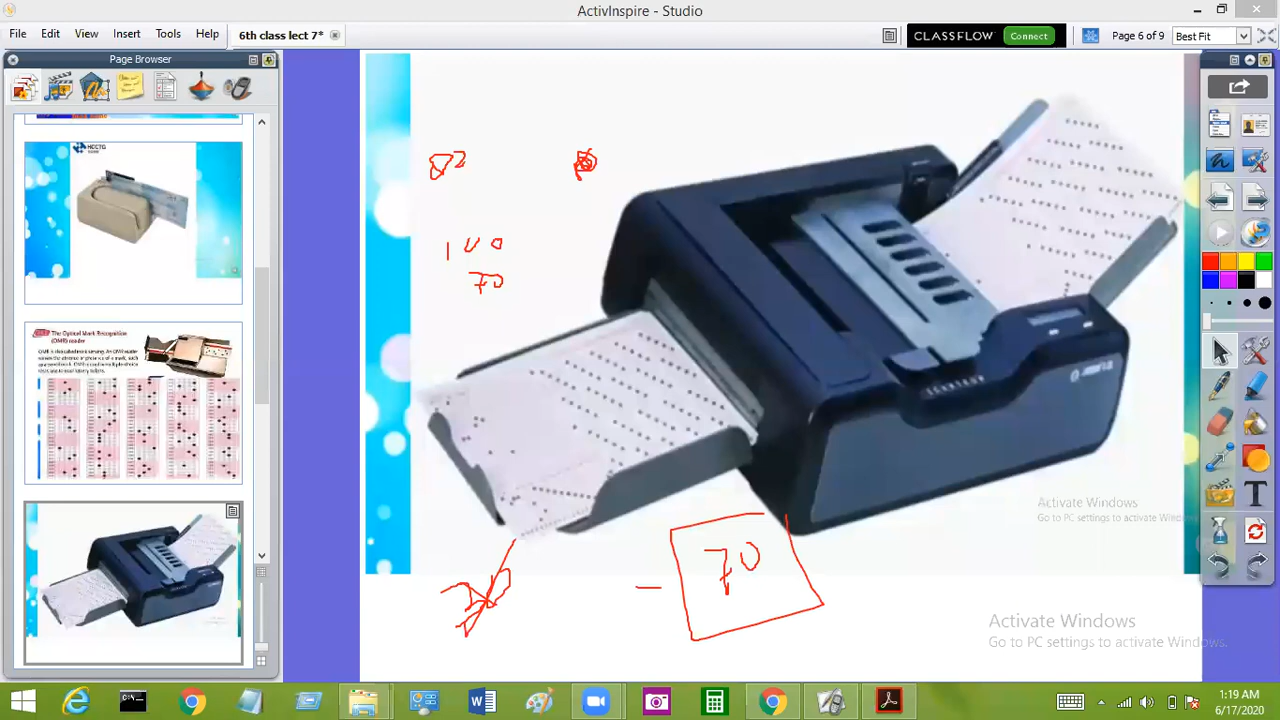 ActivInspire - Studio
File Edit View Insert Tools Help 6th class lect 7*
CLASSFLOW Connect
Page 6 of 9 Best Fit
Page Browser
HCCTG
The Optical Mark Recognition
(OMR) reader
02
100
70
70
Activate Windows
Go to PC settings to activate Windows
Activate Windows
Go to PC settings to activate Windows.
1:19 AM
6/17/2020